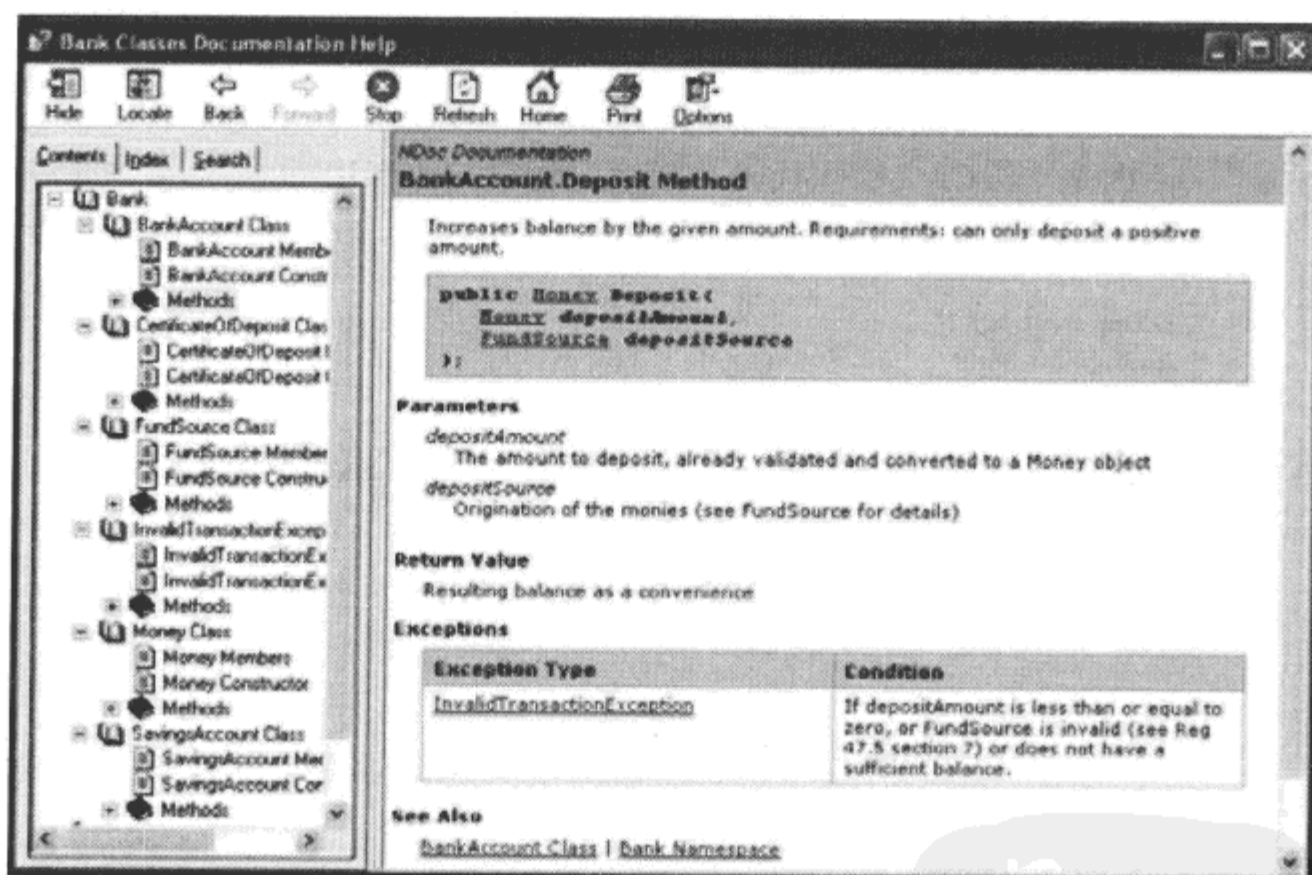 Bank Classes Documentation Help
Hide Locate Back Forward Stop Refresh Home Print Options
Contents Index Search
Bank
BankAccount Class
BankAccount Memb
BankAccount Constr
Methods
CertificateOfDeposit Clas
CertificateOfDeposit
CertificateOfDeposit
Methods
FundSource Class
FundSource Member
FundSource Constru
Methods
InvalidTransactionExcep
InvalidTransactionEx
InvalidTransactionEx
Methods
Money Class
Money Members
Money Constructor
Methods
SavingsAccount Class
SavingsAccount Mer
SavingsAccount Cor
Methods
NDoc Documentation
BankAccount.Deposit Method
Increases balance by the given amount. Requirements: can only deposit a positive
amount.
public Money Deposit(
Money depositAmount,
FundSource depositSource
);
Parameters
depositAmount
The amount to deposit, already validated and converted to a Money object
depositSource
Origination of the monies (see FundSource for details)
Return Value
Resulting balance as a convenience
Exceptions
Exception Type Condition
InvalidTransactionException
If depositAmount is less than or equal to
zero, or FundSource is invalid (see Reg
47.5 section 7) or does not have a
sufficient balance.
See Also
BankAccount Class | Bank Namespace